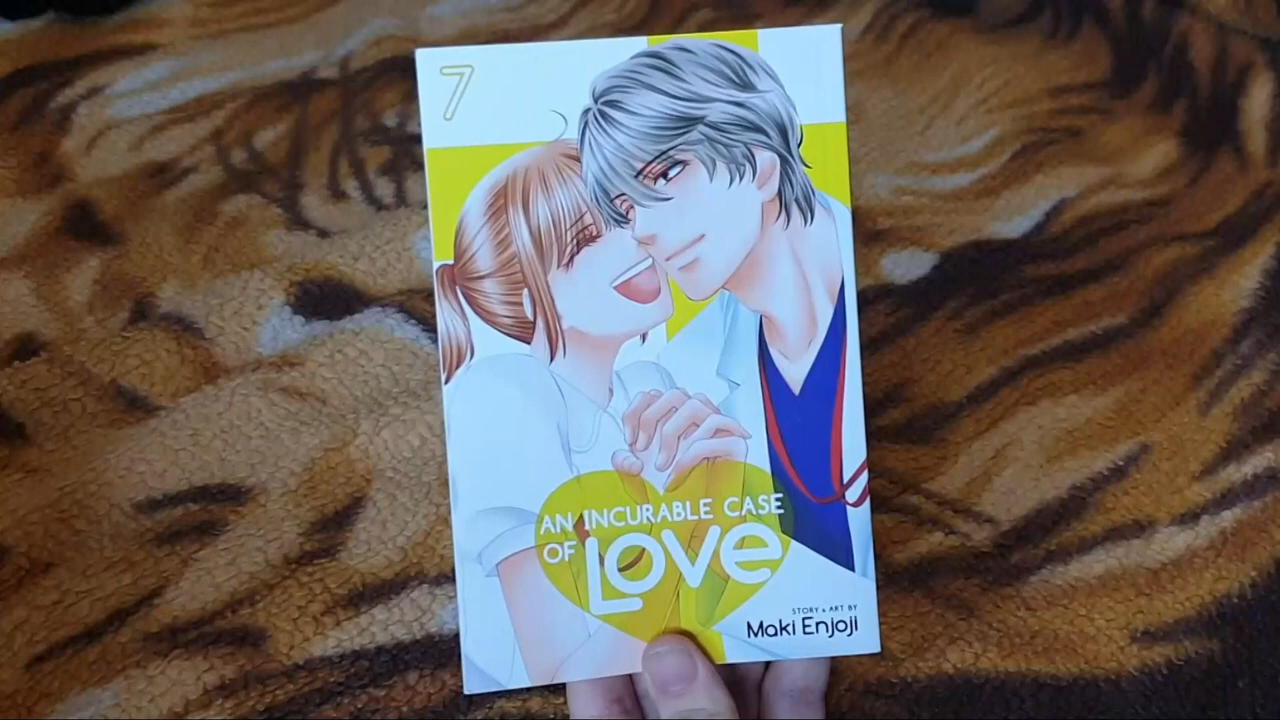 7
AN INCURABLE CASE
OF LOVe
STORY & ART BY
Maki Enjoji